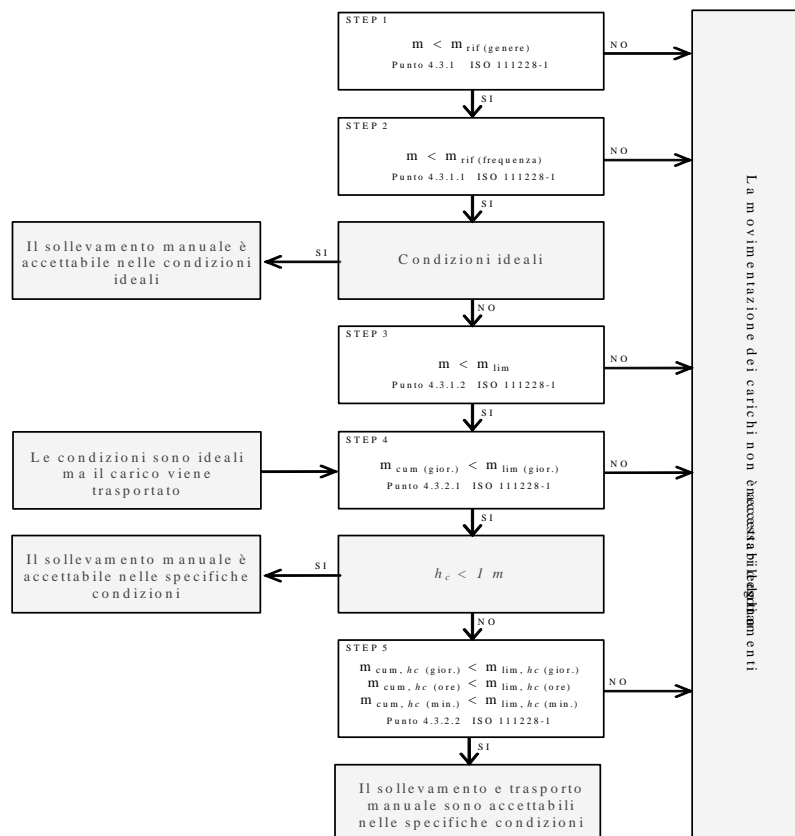 STEP 1
m < m rif (genere)
Punto 4.3.1 ISO 111228-1
NO
SI
STEP 2
m < m rif (frequenza)
Punto 4.3.1.1 ISO 111228-1
NO
SI
Il sollevamento manuale è
accettabile nelle condizioni
ideali
SI
Condizioni ideali
NO
STEP 3
m < m lim
Punto 4.3.1.2 ISO 111228-1
NO
SI
Le condizioni sono ideali
ma il carico viene
trasportato
STEP 4
m cum (gior.) < m lim (gior.)
Punto 4.3.2.1 ISO 111228-1
NO
SI
Il sollevamento manuale è
accettabile nelle specifiche
condizioni
SI
h c < 1 m
NO
STEP 5
m cum, hc (gior.) < m lim, hc (gior.)
m cum, hc (ore) < m lim, hc (ore)
m cum, hc (min.) < m lim, hc (min.)
Punto 4.3.2.2 ISO 111228-1
NO
SI
Il sollevamento e trasporto
manuale sono accettabili
nelle specifiche condizioni
La movimentazione dei carichi non è